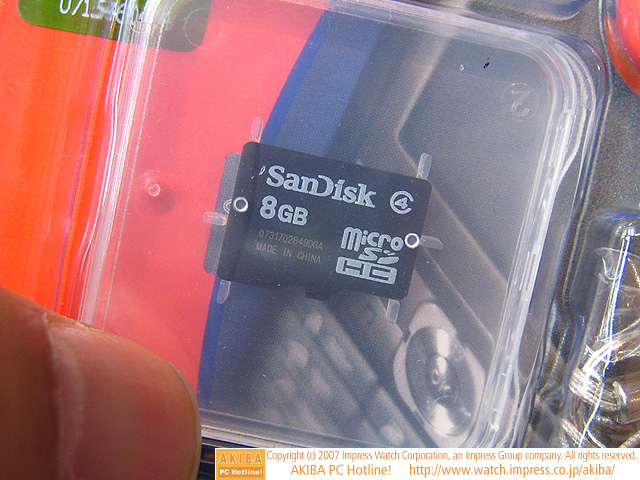 SanDisk
4
8GB
MADE IN CHINA
micro
SD
HC
AKIBA
PC Hotline!
Copyright (c) 2007 Impress Watch Corporation, an Impress Group company. All rights reserved.
AKIBA PC Hotline! http://www.watch.impress.co.jp/akiba/